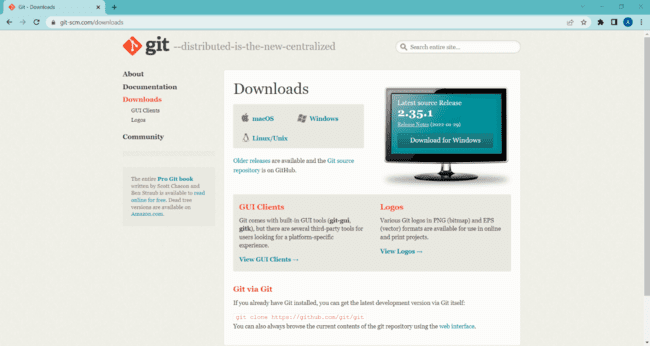 Git - Downloads
git-scm.com/downloads
A
git --distributed-is-the-new-centralized
Search entire site...
About
Documentation
Downloads
GUI Clients
Logos
Community
The entire Pro Git book
written by Scott Chacon and
Ben Straub is available to read
online for free. Dead tree
versions are available on
Amazon.com.
Downloads
macOS
Windows
Linux/Unix
Older releases are available and the Git source
repository is on GitHub.
Latest source Release
2.35.1
Release Notes (2022-01-29)
Download for Windows
GUI Clients
Git comes with built-in GUI tools (git-gui,
gitk), but there are several third-party tools for
users looking for a platform-specific
experience.
View GUI Clients →
Logos
Various Git logos in PNG (bitmap) and EPS
(vector) formats are available for use in online
and print projects.
View Logos →
Git via Git
If you already have Git installed, you can get the latest development version via Git itself:
git clone https://github.com/git/git
You can also always browse the current contents of the git repository using the web interface.